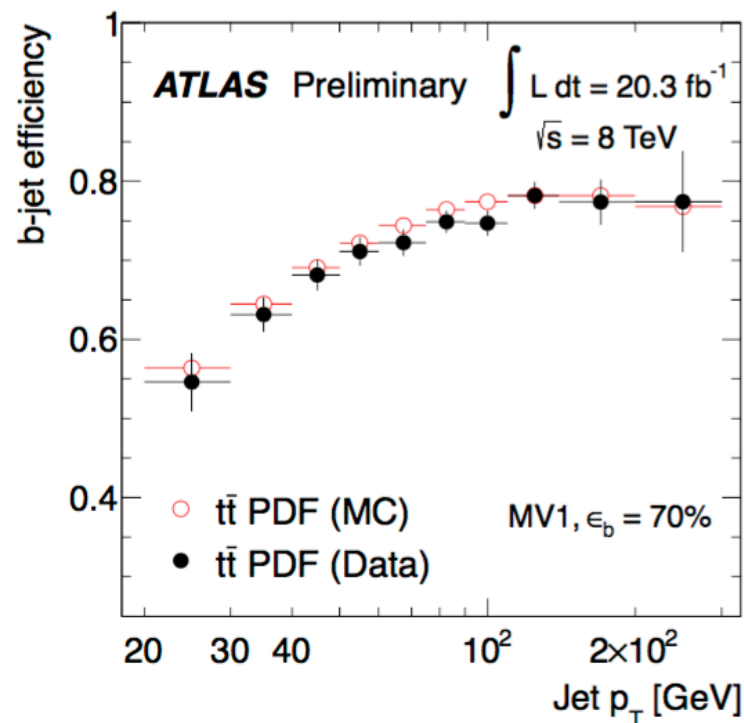 b-jet efficiency
1
0.8
0.6
0.4
ATLAS Preliminary ∫ L dt = 20.3 fb⁻¹
√s = 8 TeV
tt̄ PDF (MC)
tt̄ PDF (Data)
MV1, ϵ_b = 70%
20 30 40 10² 2×10²
Jet p_T [GeV]